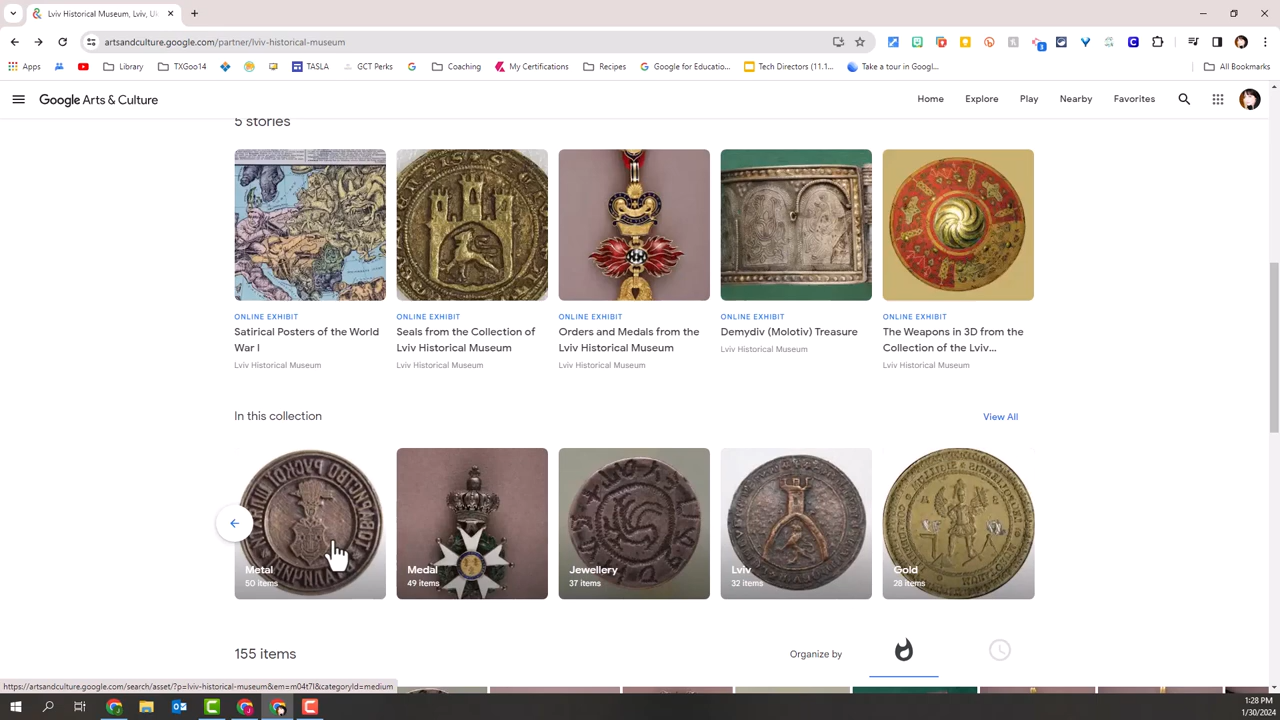 Lviv Historical Museum, Lviv, Uk
artsandculture.google.com/partner/lviv-historical-museum
Apps Library TXGoo14 TASLA GCT Perks Coaching My Certifications Recipes Google for Educatio... Tech Directors (11.1... Take a tour in Googl... All Bookmarks
Google Arts & Culture Home Explore Play Nearby Favorites
5 stories
ONLINE EXHIBIT
Satirical Posters of the World
War I
Lviv Historical Museum
ONLINE EXHIBIT
Seals from the Collection of
Lviv Historical Museum
Lviv Historical Museum
ONLINE EXHIBIT
Orders and Medals from the
Lviv Historical Museum
Lviv Historical Museum
ONLINE EXHIBIT
Demydiv (Molotiv) Treasure
Lviv Historical Museum
ONLINE EXHIBIT
The Weapons in 3D from the
Collection of the Lviv...
Lviv Historical Museum
In this collection View All
Metal
50 items
Medal
49 items
Jewellery
37 items
Lviv
32 items
Gold
28 items
155 items Organize by
https://artsandculture.google.com/search/asset/?p=lviv-historical-museum&em=m04t7l&categoryId=medium
1:28 PM
1/30/2024